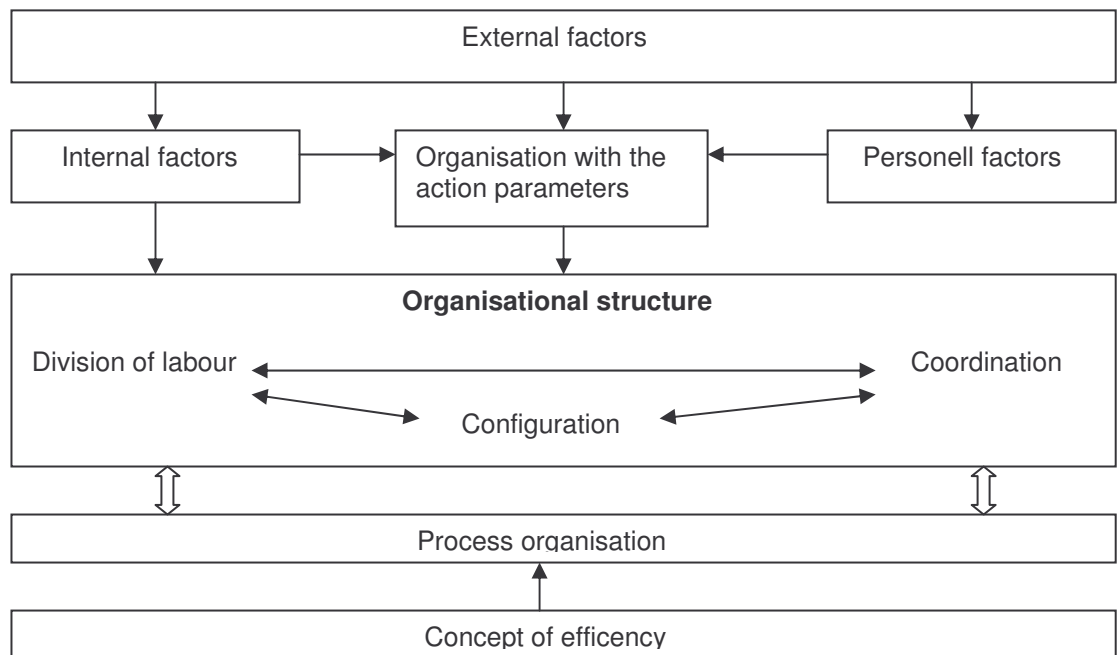 External factors
Internal factors
Organisation with the
action parameters
Personell factors
Organisational structure
Division of labour
Coordination
Configuration
Process organisation
Concept of efficency